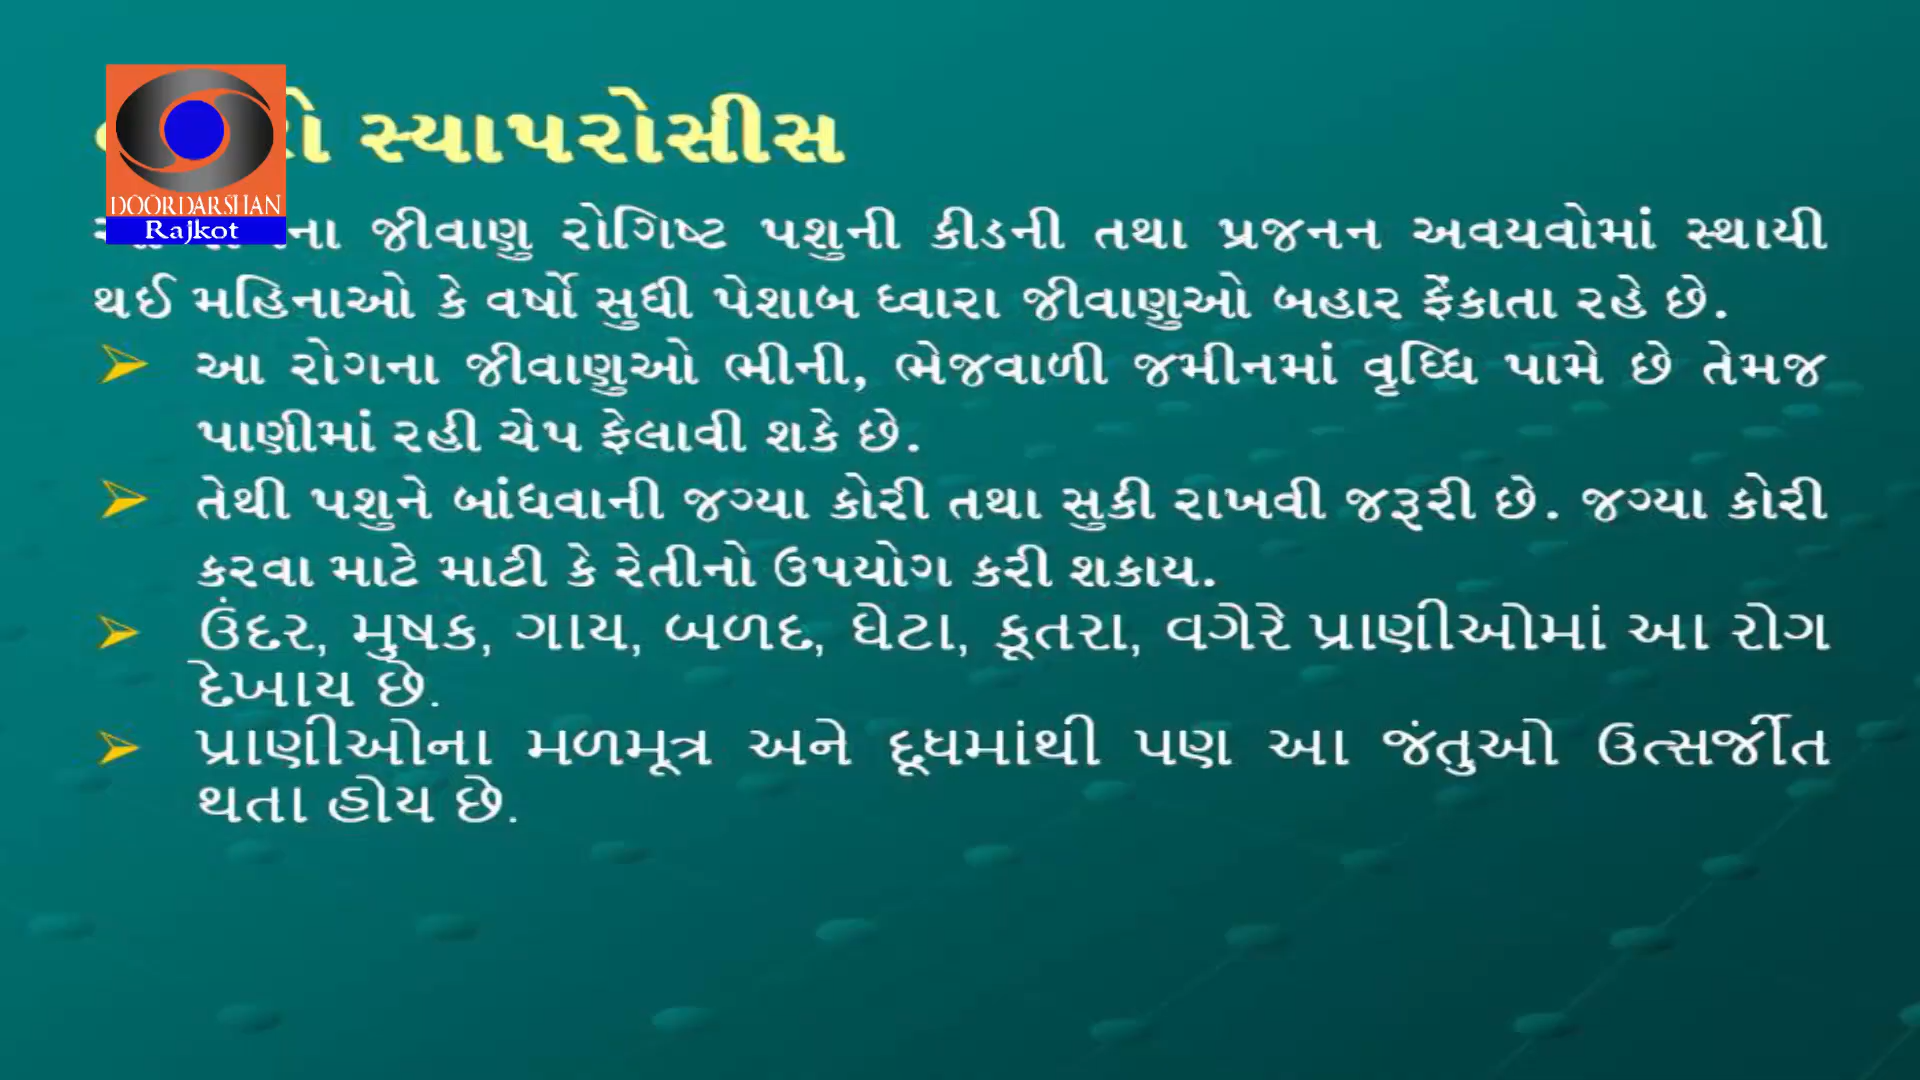 સ્યાપરોસીસ
DOORDARSHAN
Rajkot
જીવાણુ રોગિષ્ટ પશુની કીડની તથા પ્રજનન અવયવોમાં સ્થાયી
થઈ મહિનાઓ કે વર્ષો સુધી પેશાબ ધ્વારા જીવાણુઓ બહાર ફેંકાતા રહે છે.
આ રોગના જીવાણુઓ ભીની, ભેજવાળી જમીનમાં વૃધ્ધિ પામે છે તેમજ
પાણીમાં રહી ચેપ ફેલાવી શકે છે.
તેથી પશુને બાંધવાની જગ્યા કોરી તથા સુકી રાખવી જરૂરી છે. જગ્યા કોરી
કરવા માટે માટી કે રેતીનો ઉપયોગ કરી શકાય.
ઉંદર, મુષક, ગાય, બળદ, ઘેટા, કૂતરા, વગેરે પ્રાણીઓમાં આ રોગ
દેખાય છે.
પ્રાણીઓના મળમૂત્ર અને દૂધમાંથી પણ આ જંતુઓ ઉત્સર્જીત
થતા હોય છે.